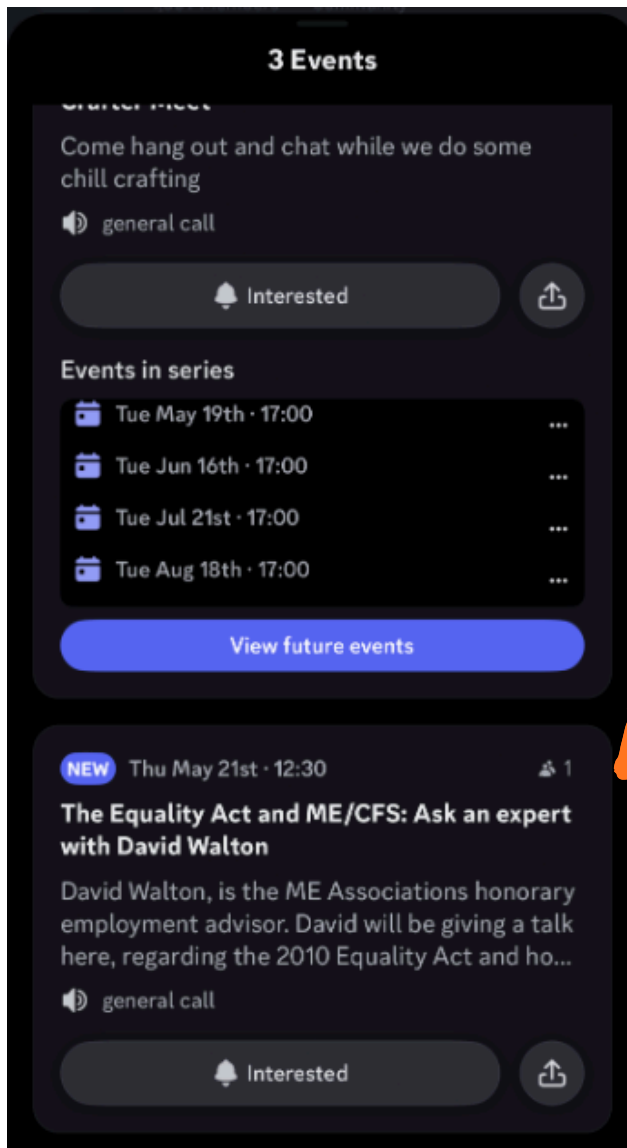 3 Events
Crafter Meet
Come hang out and chat while we do some
chill crafting
general call
Interested
Events in series
Tue May 19th · 17:00
...
Tue Jun 16th · 17:00
...
Tue Jul 21st · 17:00
...
Tue Aug 18th · 17:00
...
View future events
NEW Thu May 21st · 12:30 1
The Equality Act and ME/CFS: Ask an expert
with David Walton
David Walton, is the ME Associations honorary
employment advisor. David will be giving a talk
here, regarding the 2010 Equality Act and ho...
general call
Interested